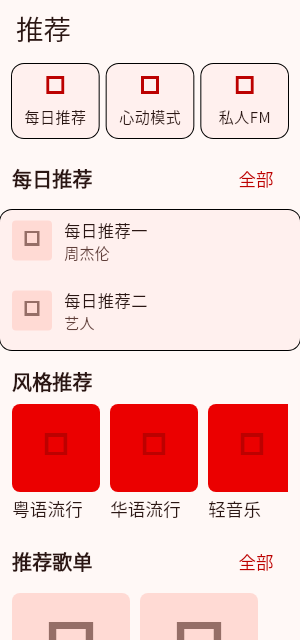 推荐
每日推荐 心动模式 私人FM
每日推荐 全部
每日推荐一
周杰伦
每日推荐二
艺人
风格推荐
粤语流行 华语流行 轻音乐
推荐歌单 全部